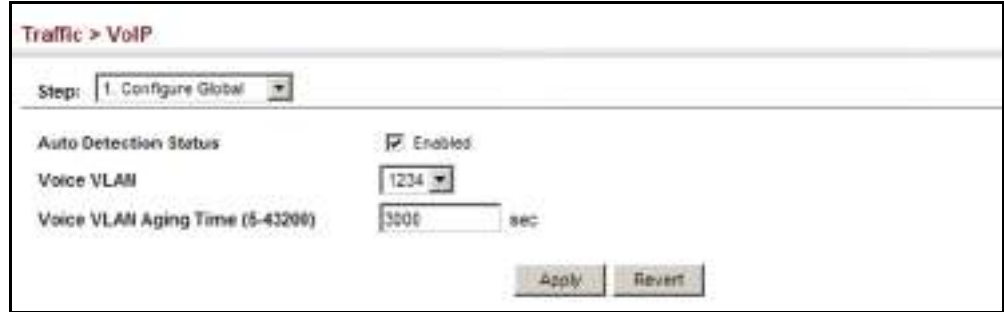 Traffic > VoIP
Step: 1. Configure Global
Auto Detection Status Enabled
Voice VLAN 1234
Voice VLAN Aging Time (5-43200) 3000 sec
Apply Revert